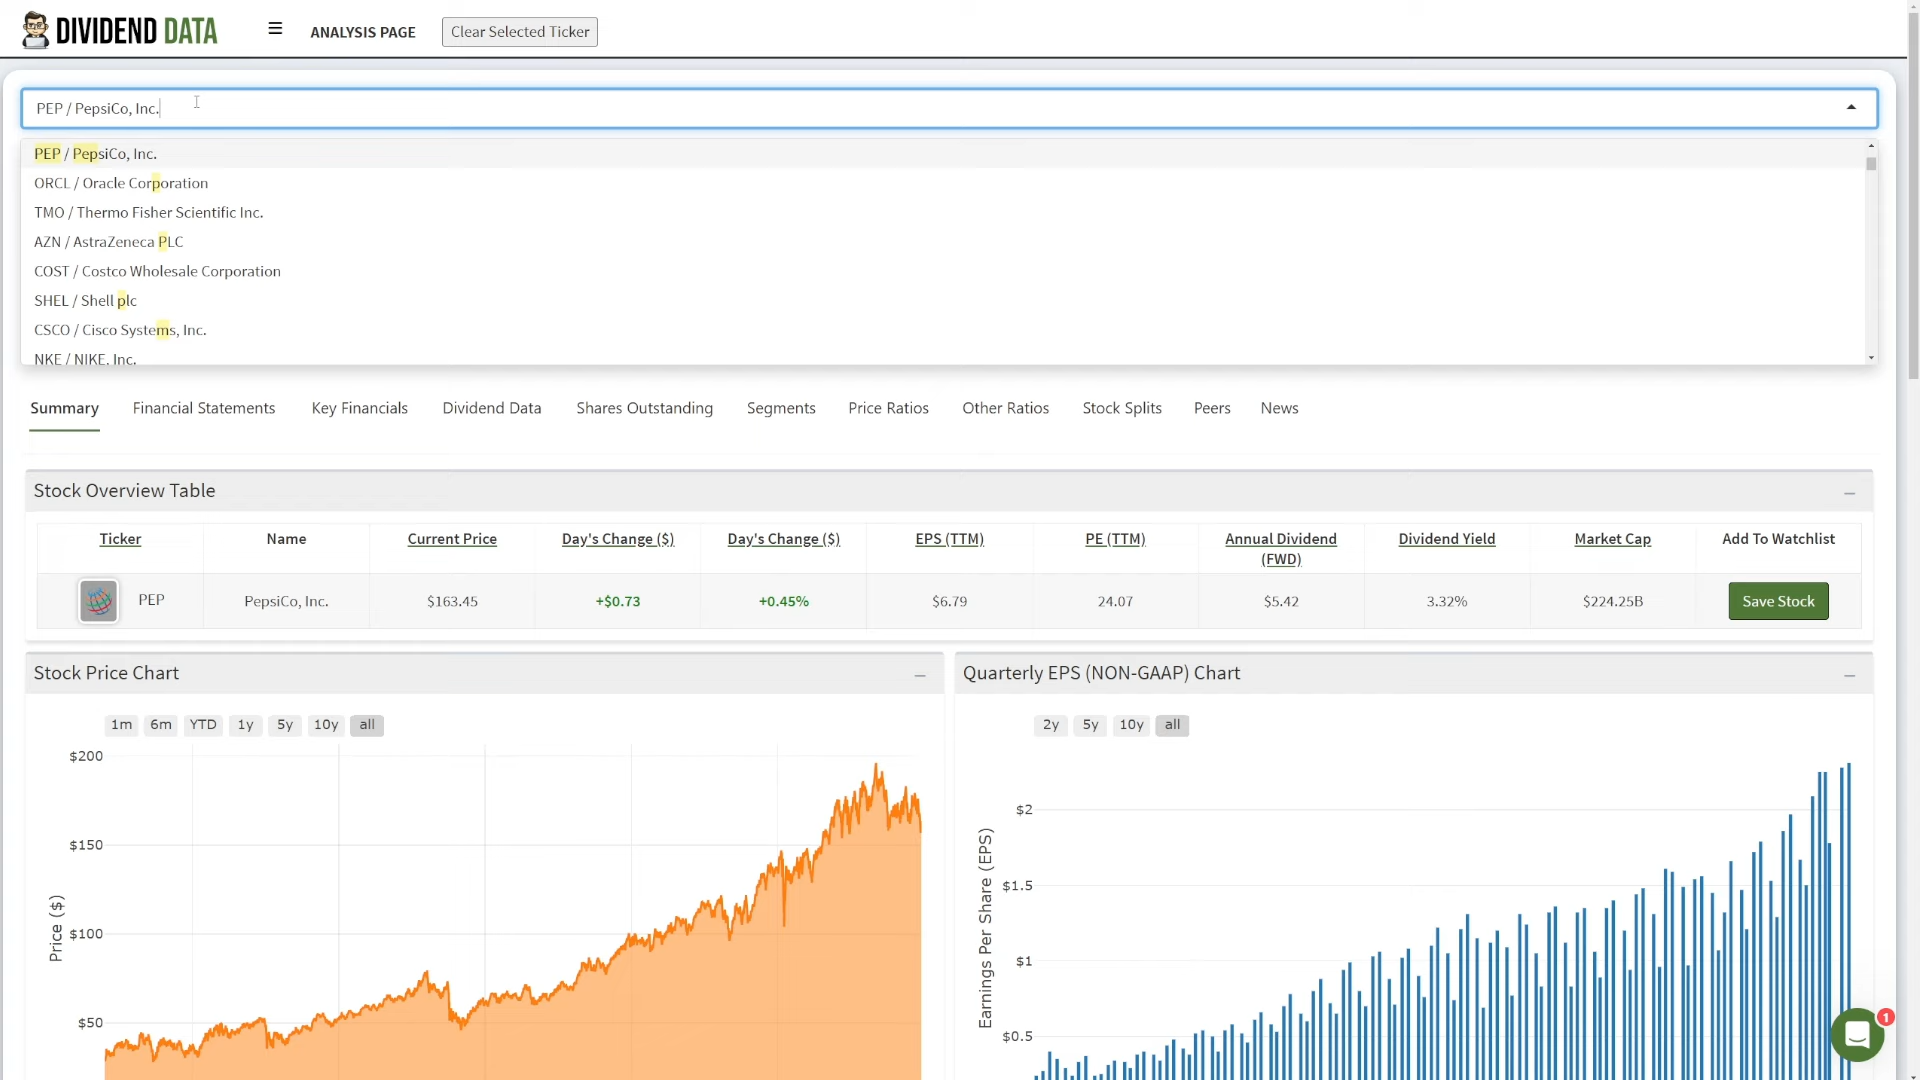 DIVIDEND DATA
ANALYSIS PAGE
Clear Selected Ticker
PEP / PepsiCo, Inc.
PEP / PepsiCo, Inc.
ORCL / Oracle Corporation
TMO / Thermo Fisher Scientific Inc.
AZN / AstraZeneca PLC
COST / Costco Wholesale Corporation
SHEL / Shell plc
CSCO / Cisco Systems, Inc.
NKE / NIKE, Inc.
Summary Financial Statements Key Financials Dividend Data Shares Outstanding Segments Price Ratios Other Ratios Stock Splits Peers News
Stock Overview Table
Ticker Name Current Price Day's Change ($) Day's Change ($) EPS (TTM) PE (TTM) Annual Dividend (FWD) Dividend Yield Market Cap Add To Watchlist
PEP PepsiCo, Inc. $163.45 +$0.73 +0.45% $6.79 24.07 $5.42 3.32% $224.25B Save Stock
Stock Price Chart
1m 6m YTD 1y 5y 10y all
$200
$150
$100
$50
Price ($)
Quarterly EPS (NON-GAAP) Chart
2y 5y 10y all
$2
$1.5
$1
$0.5
Earnings Per Share (EPS)
1